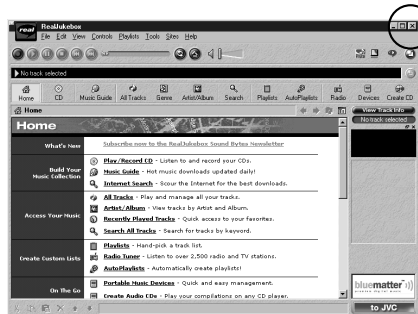 real RealJukebox
File Edit View Controls Playlists Tools Sites Help
No track selected
Home CD Music Guide All Tracks Genre Artist/Album Search Playlists AutoPlaylists Radio Devices Create CD
Home
View Track Info
No track selected
Home
What's New
Subscribe now to the RealJukebox Sound Bytes Newsletter
Build Your
Music Collection
Play/Record CD - Listen to and record your CDs.
Music Guide - Hot music downloads updated daily!
Internet Search - Scour the Internet for the best downloads.
Access Your Music
All Tracks - Play and manage all your tracks.
Artist/Album - View tracks by Artist and Album.
Recently Played Tracks - Quick access to your favorites.
Search All Tracks - Search for tracks by keyword.
Create Custom Lists
Playlists - Hand-pick a track list.
Radio Tuner - Listen to over 2,500 radio and TV stations.
AutoPlaylists - Automatically create playlists!
On The Go
Portable Music Devices - Quick and easy management.
Create Audio CDs - Play your compilations on any CD player.
bluematter
to JVC